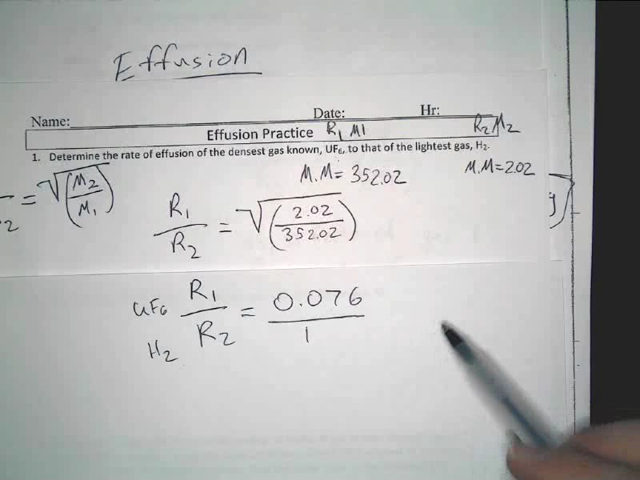 Effusion
Name: Date: Hr:
Effusion Practice R1 M1 R2 M2
1. Determine the rate of effusion of the densest gas known, UF6, to that of the lightest gas, H2.
M.M= 352.02 M.M=2.02
2 = √(M2/M1)
R1/R2 = √(2.02/352.02)
UF6 R1 = 0.076
H2 R2 1